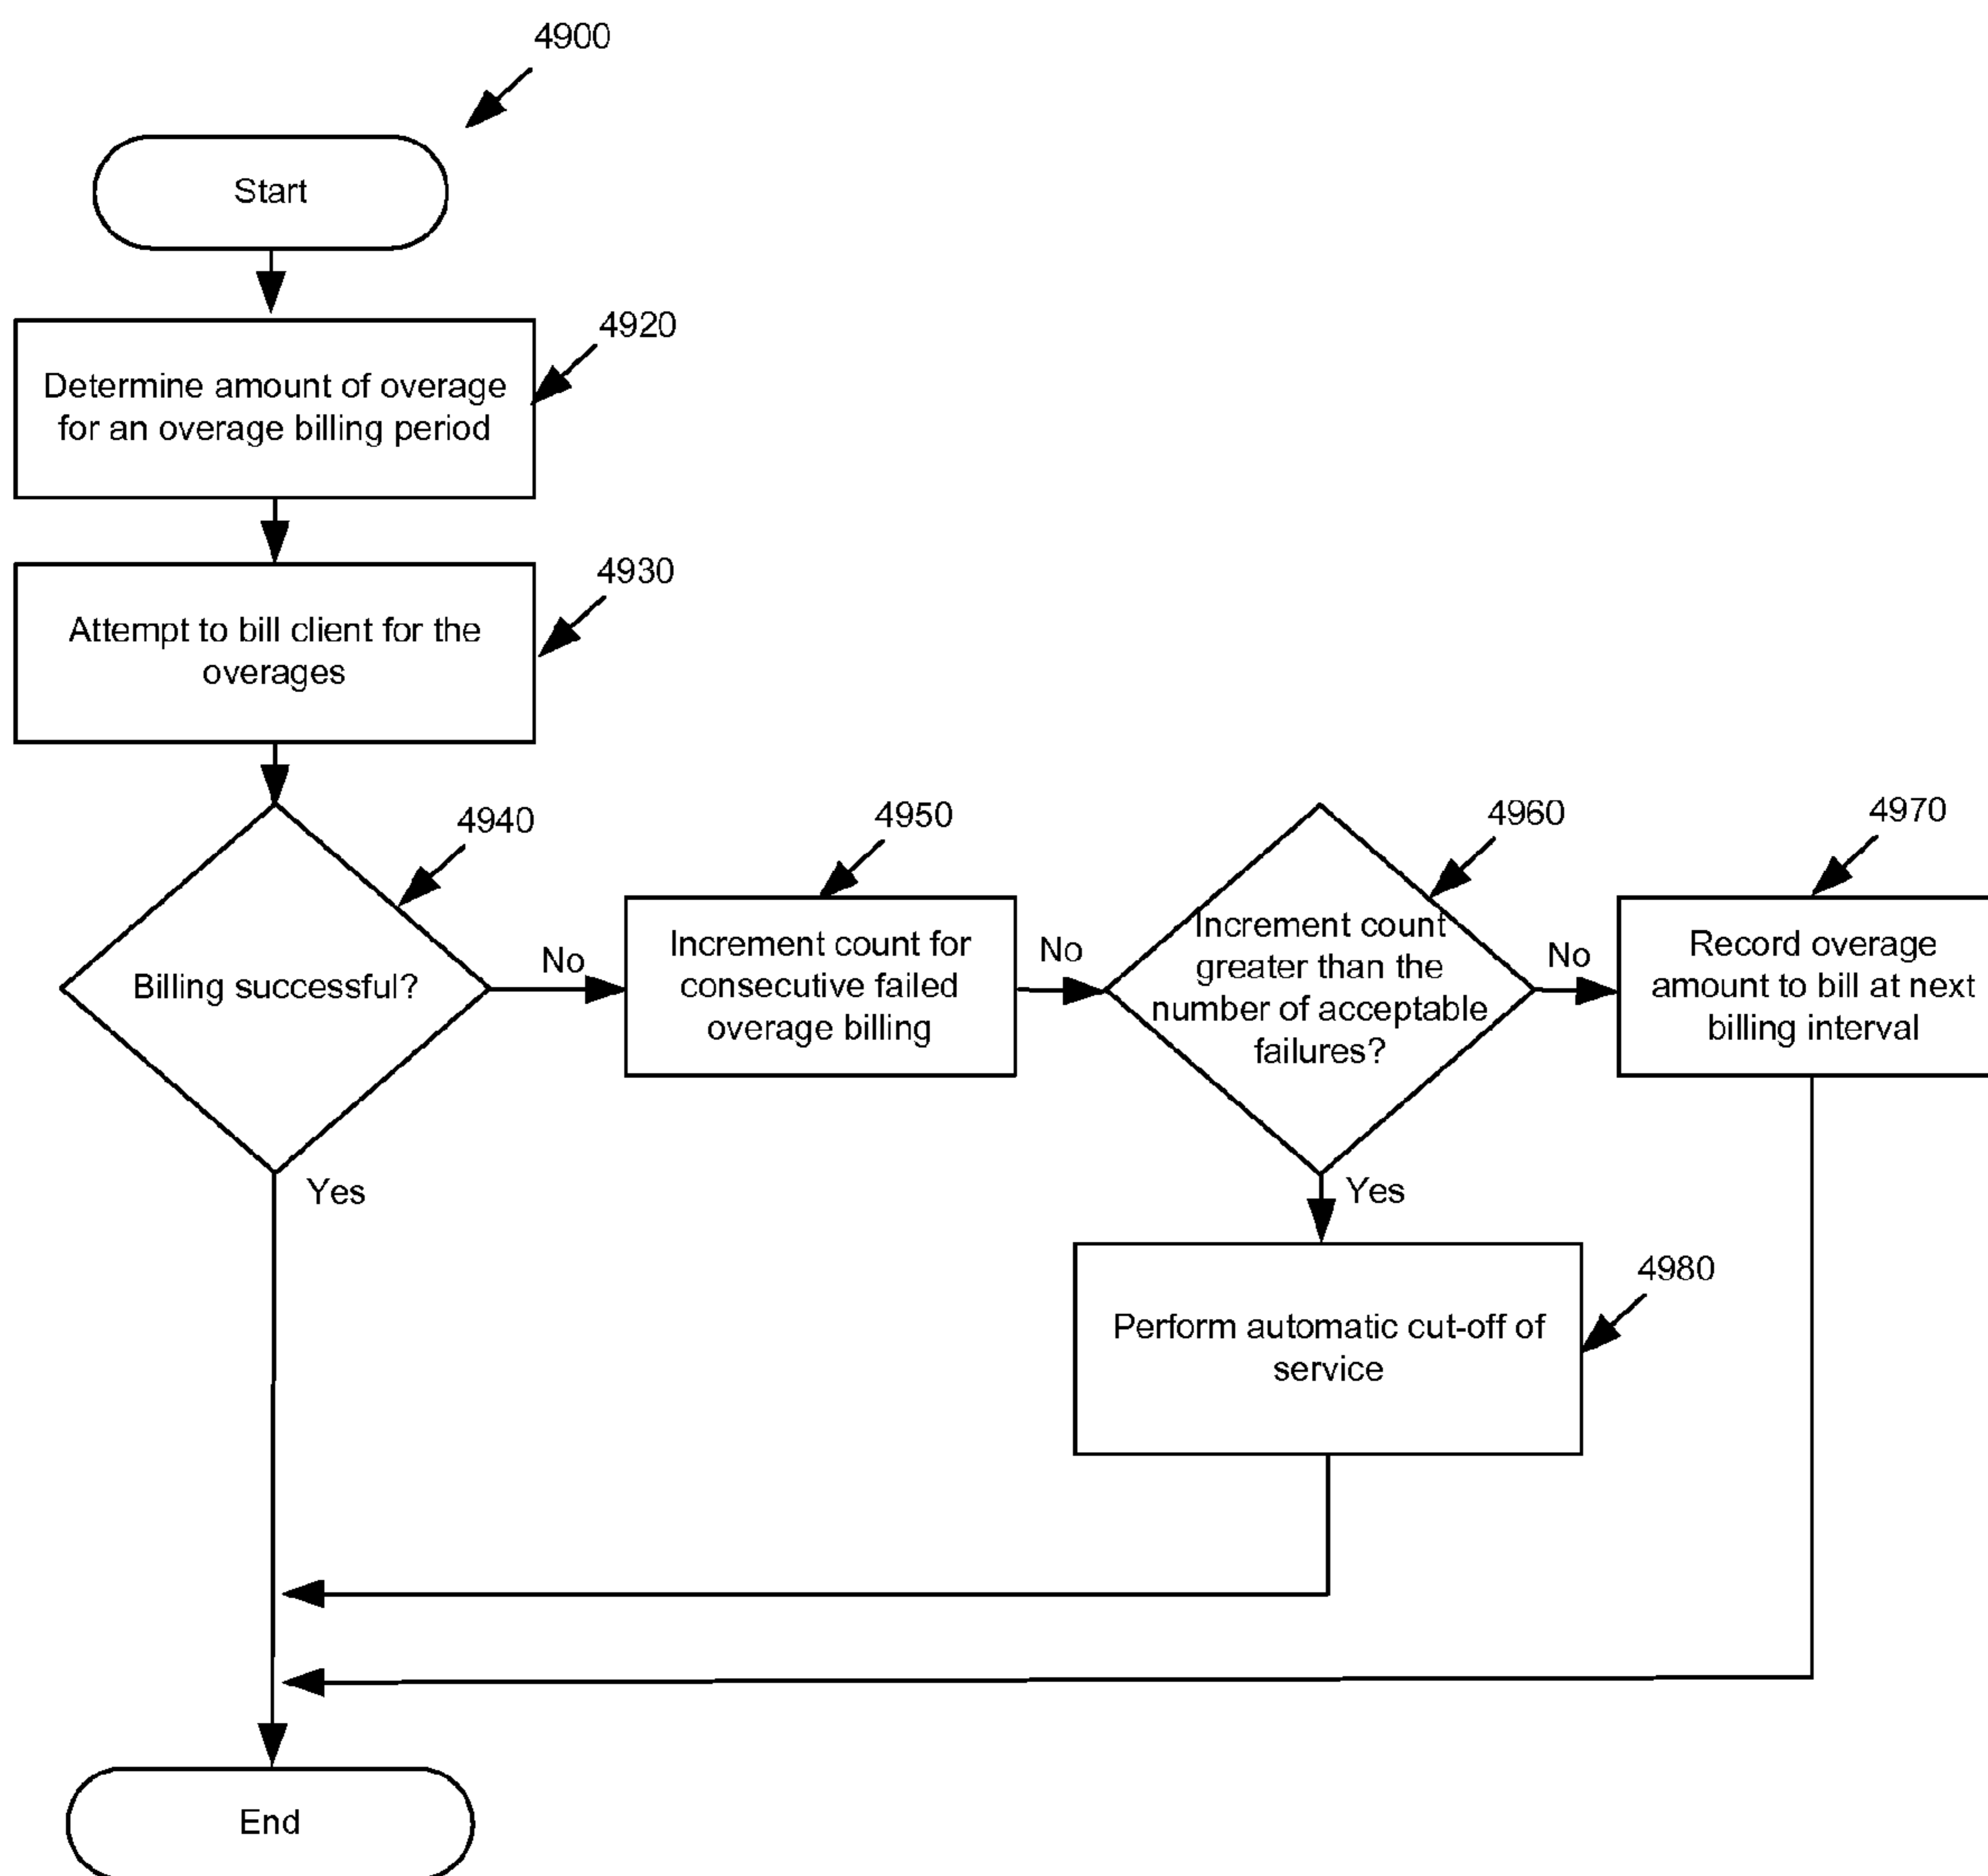 4900
Start
4920
Determine amount of overage
for an overage billing period
4930
Attempt to bill client for the
overages
4940
Billing successful?
No
Yes
4950
Increment count for
consecutive failed
overage billing
No
4960
Increment count
greater than the
number of acceptable
failures?
No
Yes
4970
Record overage
amount to bill at next
billing interval
4980
Perform automatic cut-off of
service
End